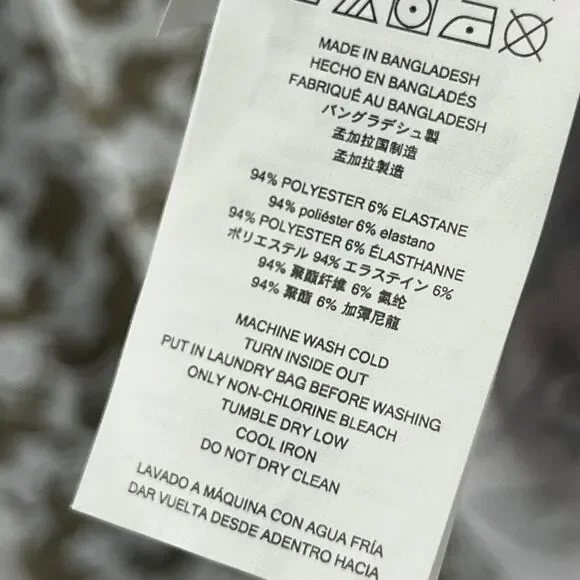 MADE IN BANGLADESH
HECHO EN BANGLADÉS
FABRIQUÉ AU BANGLADESH
バングラデシュ製
孟加拉国制造
孟加拉製造
94% POLYESTER 6% ELASTANE
94% poliéster 6% elastano
94% POLYESTER 6% ÉLASTHANNE
ポリエステル 94% エラステイン 6%
94% 聚酯纤维 6% 氨纶
94% 聚酯 6% 加彈尼龍
MACHINE WASH COLD
TURN INSIDE OUT
PUT IN LAUNDRY BAG BEFORE WASHING
ONLY NON-CHLORINE BLEACH
TUMBLE DRY LOW
COOL IRON
DO NOT DRY CLEAN
LAVADO A MÁQUINA CON AGUA FRÍA
DAR VUELTA DESDE ADENTRO HACIA